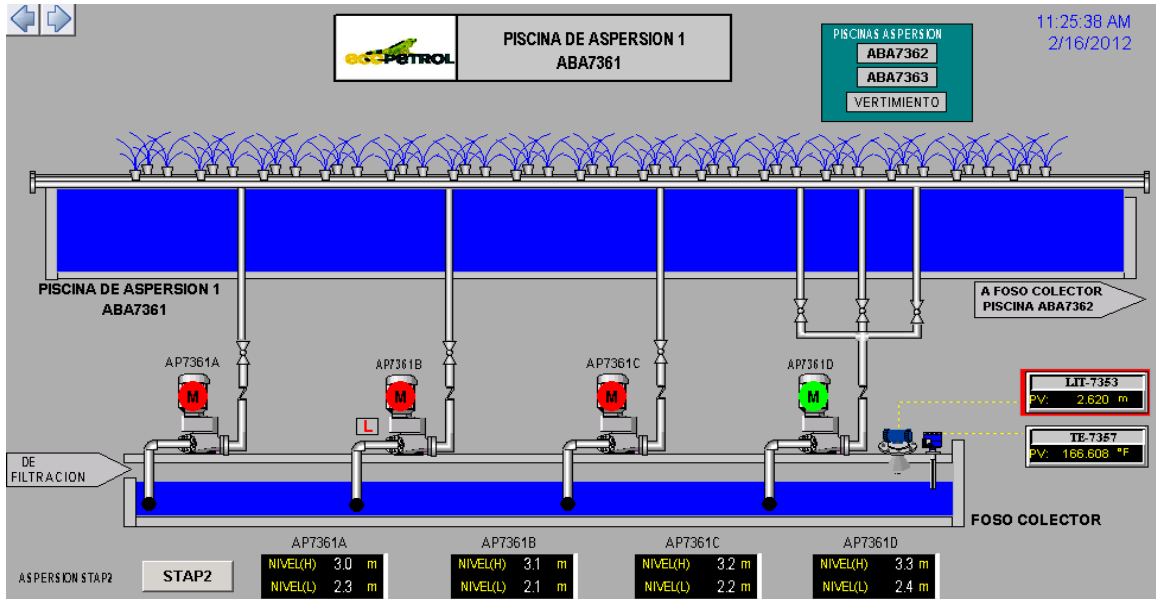 ecoPETROL
PISCINA DE ASPERSION 1
ABA7361
PISCINAS ASPERSION
ABA7362
ABA7363
VERTIMIENTO
11:25:38 AM
2/16/2012
PISCINA DE ASPERSION 1
ABA7361
A FOSO COLECTOR
PISCINA ABA7362
AP7361A
AP7361B
AP7361C
AP7361D
M
M
M
M
L
LIT-7353
PV: 2.620 m
TE-7357
PV: 166.608 °F
DE
FILTRACION
FOSO COLECTOR
ASPERSION STAP2
STAP2
AP7361A
NIVEL(H) 3.0 m
NIVEL(L) 2.3 m
AP7361B
NIVEL(H) 3.1 m
NIVEL(L) 2.1 m
AP7361C
NIVEL(H) 3.2 m
NIVEL(L) 2.2 m
AP7361D
NIVEL(H) 3.3 m
NIVEL(L) 2.4 m